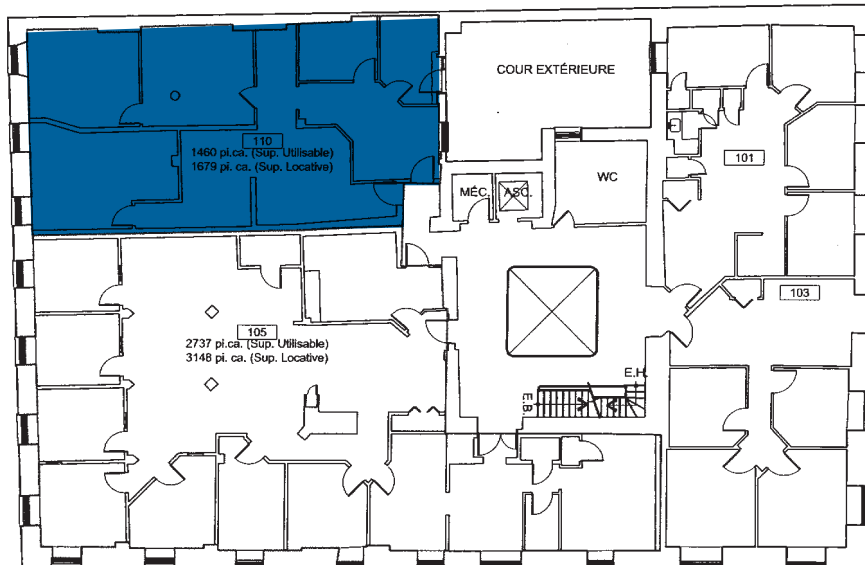 COUR EXTÉRIEURE
110
1460 pi.ca. (Sup. Utilisable)
1679 pi. ca. (Sup. Locative)
101
WC
MÉC.
ASC.
103
105
2737 pi.ca. (Sup. Utilisable)
3148 pi. ca. (Sup. Locative)
E.H.
E.B.